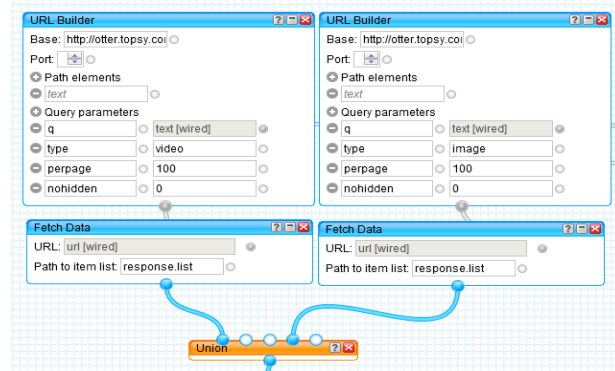 URL Builder
Base: http://otter.topsy.coi
Port:
Path elements
text
Query parameters
q text [wired]
type video
perpage 100
nohidden 0
URL Builder
Base: http://otter.topsy.coi
Port:
Path elements
text
Query parameters
q text [wired]
type image
perpage 100
nohidden 0
Fetch Data
URL: url [wired]
Path to item list: response.list
Fetch Data
URL: url [wired]
Path to item list: response.list
Union